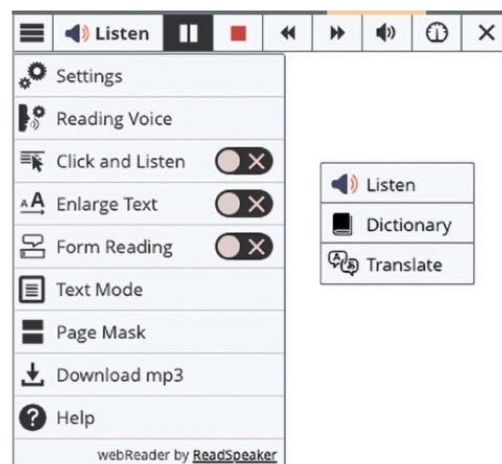 Listen
Settings
Reading Voice
Click and Listen
Enlarge Text
Form Reading
Text Mode
Page Mask
Download mp3
Help
webReader by ReadSpeaker
Listen
Dictionary
Translate